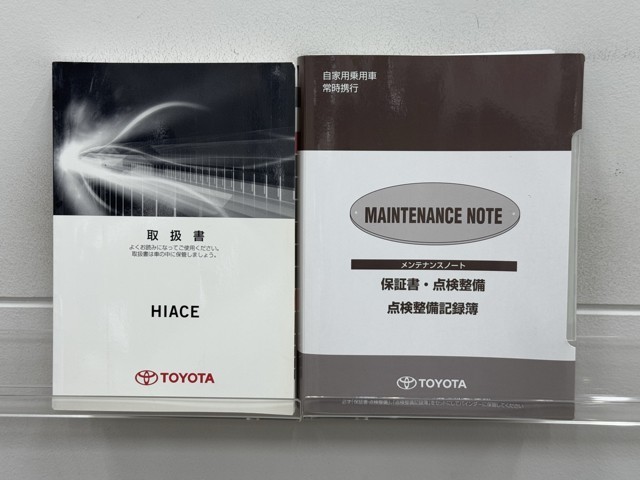 取扱書
よくお読みになってご使用ください。
取扱書は車の中に保管しましょう。
HIACE
TOYOTA
自家用乗用車
常時携行
MAINTENANCE NOTE
メンテナンスノート
保証書・点検整備
点検整備記録簿
TOYOTA